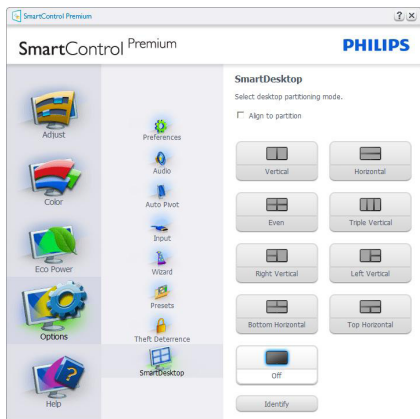 SmartControl Premium
SmartControl Premium
PHILIPS
Adjust
Color
Eco Power
Options
Help
Preferences
Audio
Auto Pivot
Input
Wizard
Presets
Theft Deterrence
SmartDesktop
SmartDesktop
Select desktop partitioning mode.
Align to partition
Vertical
Horizontal
Even
Triple Vertical
Right Vertical
Left Vertical
Bottom Horizontal
Top Horizontal
Off
Identify